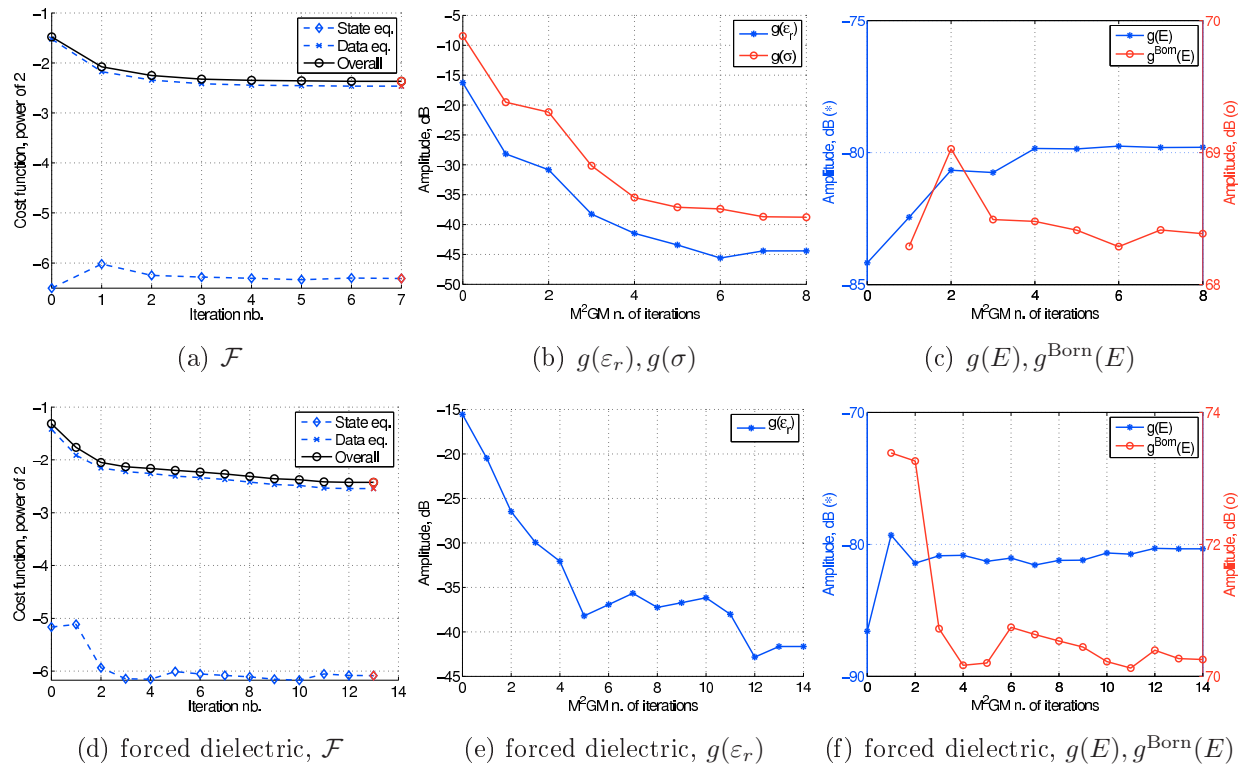 State eq.
Data eq.
Overall
Cost function, power of 2
−1
−2
−3
−4
−5
−6
0 1 2 3 4 5 6 7
Iteration nb.
(a) F
g(εr)
g(σ)
Amplitude, dB
−5
−10
−15
−20
−25
−30
−35
−40
−45
−50
0 2 4 6 8
M²GM n. of iterations
(b) g(εr), g(σ)
g(E)
g^Born(E)
Amplitude, dB (*)
−75
−80
−85
Amplitude, dB (o)
70
69
68
0 2 4 6 8
M²GM n. of iterations
(c) g(E), g^Born(E)
State eq.
Data eq.
Overall
Cost function, power of 2
−1
−2
−3
−4
−5
−6
0 2 4 6 8 10 12 14
Iteration nb.
(d) forced dielectric, F
g(εr)
Amplitude, dB
−15
−20
−25
−30
−35
−40
−45
0 2 4 6 8 10 12 14
M²GM n. of iterations
(e) forced dielectric, g(εr)
g(E)
g^Born(E)
Amplitude, dB (*)
−70
−80
−90
Amplitude, dB (o)
74
72
70
0 2 4 6 8 10 12 14
M²GM n. of iterations
(f) forced dielectric, g(E), g^Born(E)